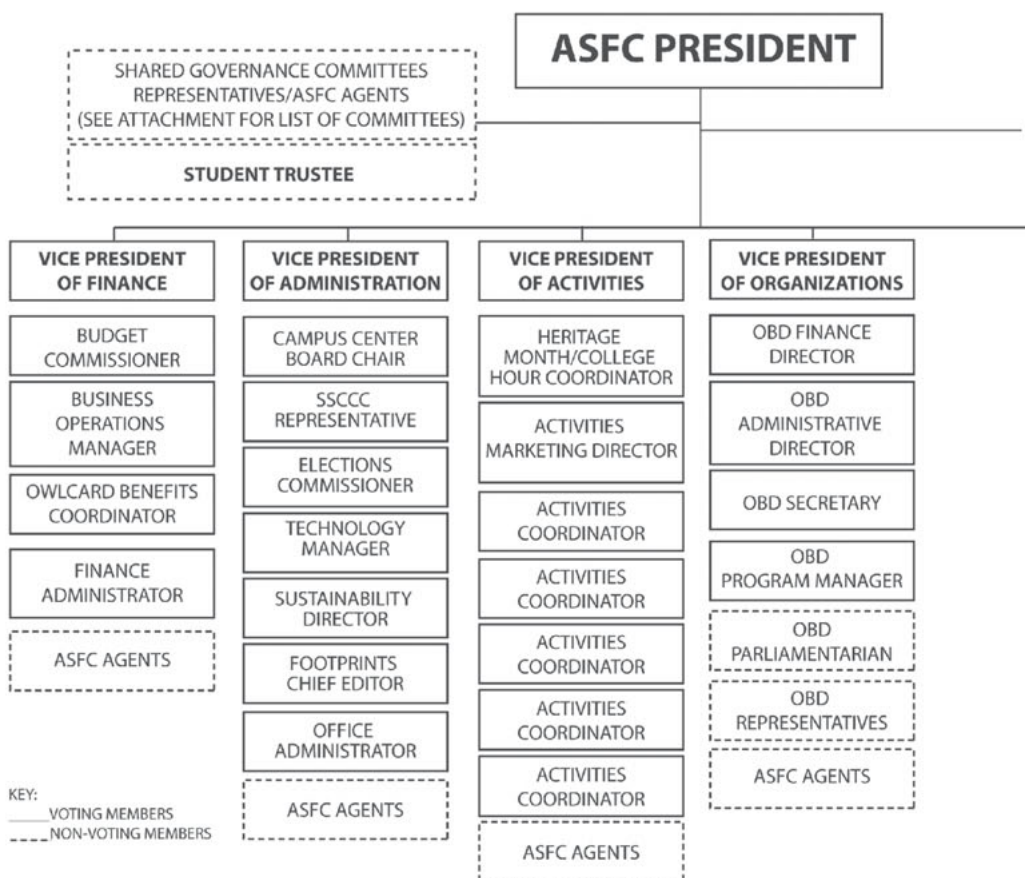 ASFC PRESIDENT
SHARED GOVERNANCE COMMITTEES
REPRESENTATIVES/ASFC AGENTS
(SEE ATTACHMENT FOR LIST OF COMMITTEES)
STUDENT TRUSTEE
VICE PRESIDENT
OF FINANCE
BUDGET
COMMISSIONER
BUSINESS
OPERATIONS
MANAGER
OWLCARD BENEFITS
COORDINATOR
FINANCE
ADMINISTRATOR
ASFC AGENTS
VICE PRESIDENT
OF ADMINISTRATION
CAMPUS CENTER
BOARD CHAIR
SSCCC
REPRESENTATIVE
ELECTIONS
COMMISSIONER
TECHNOLOGY
MANAGER
SUSTAINABILITY
DIRECTOR
FOOTPRINTS
CHIEF EDITOR
OFFICE
ADMINISTRATOR
ASFC AGENTS
VICE PRESIDENT
OF ACTIVITIES
HERITAGE
MONTH/COLLEGE
HOUR COORDINATOR
ACTIVITIES
MARKETING DIRECTOR
ACTIVITIES
COORDINATOR
ACTIVITIES
COORDINATOR
ACTIVITIES
COORDINATOR
ACTIVITIES
COORDINATOR
ACTIVITIES
COORDINATOR
ASFC AGENTS
VICE PRESIDENT
OF ORGANIZATIONS
OBD FINANCE
DIRECTOR
OBD
ADMINISTRATIVE
DIRECTOR
OBD SECRETARY
OBD
PROGRAM MANAGER
OBD
PARLIAMENTARIAN
OBD
REPRESENTATIVES
ASFC AGENTS
KEY:
VOTING MEMBERS
NON-VOTING MEMBERS